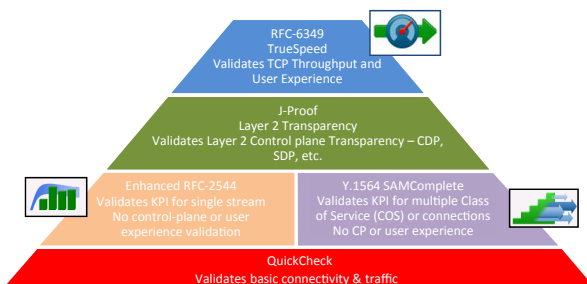 RFC-6349
TrueSpeed
Validates TCP Throughput and
User Experience
J-Proof
Layer 2 Transparency
Validates Layer 2 Control plane Transparency – CDP,
SDP, etc.
Enhanced RFC-2544
Validates KPI for single stream
No control-plane or user
experience validation
Y.1564 SAMComplete
Validates KPI for multiple Class
of Service (COS) or connections
No CP or user experience
QuickCheck
Validates basic connectivity & traffic